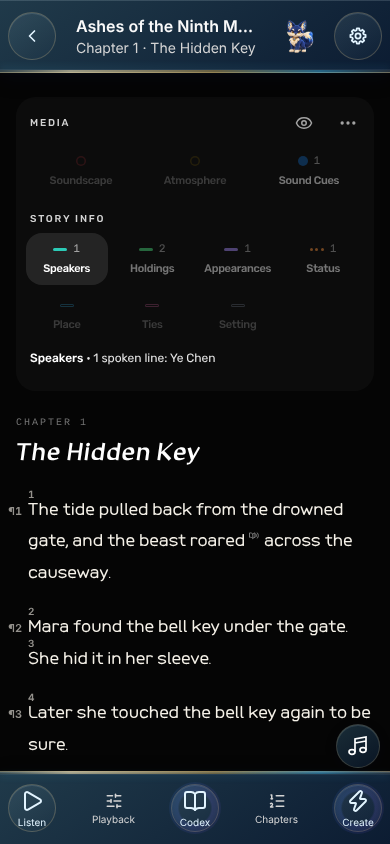 Ashes of the Ninth M...
Chapter 1 · The Hidden Key
MEDIA
Soundscape
Atmosphere
1
Sound Cues
STORY INFO
1
Speakers
2
Holdings
1
Appearances
1
Status
Place
Ties
Setting
Speakers • 1 spoken line: Ye Chen
CHAPTER 1
The Hidden Key
1
¶1 The tide pulled back from the drowned
gate, and the beast roared across the
causeway.
2
¶2 Mara found the bell key under the gate.
3
She hid it in her sleeve.
4
¶3 Later she touched the bell key again to be
sure.
Listen
Playback
Codex
Chapters
Create